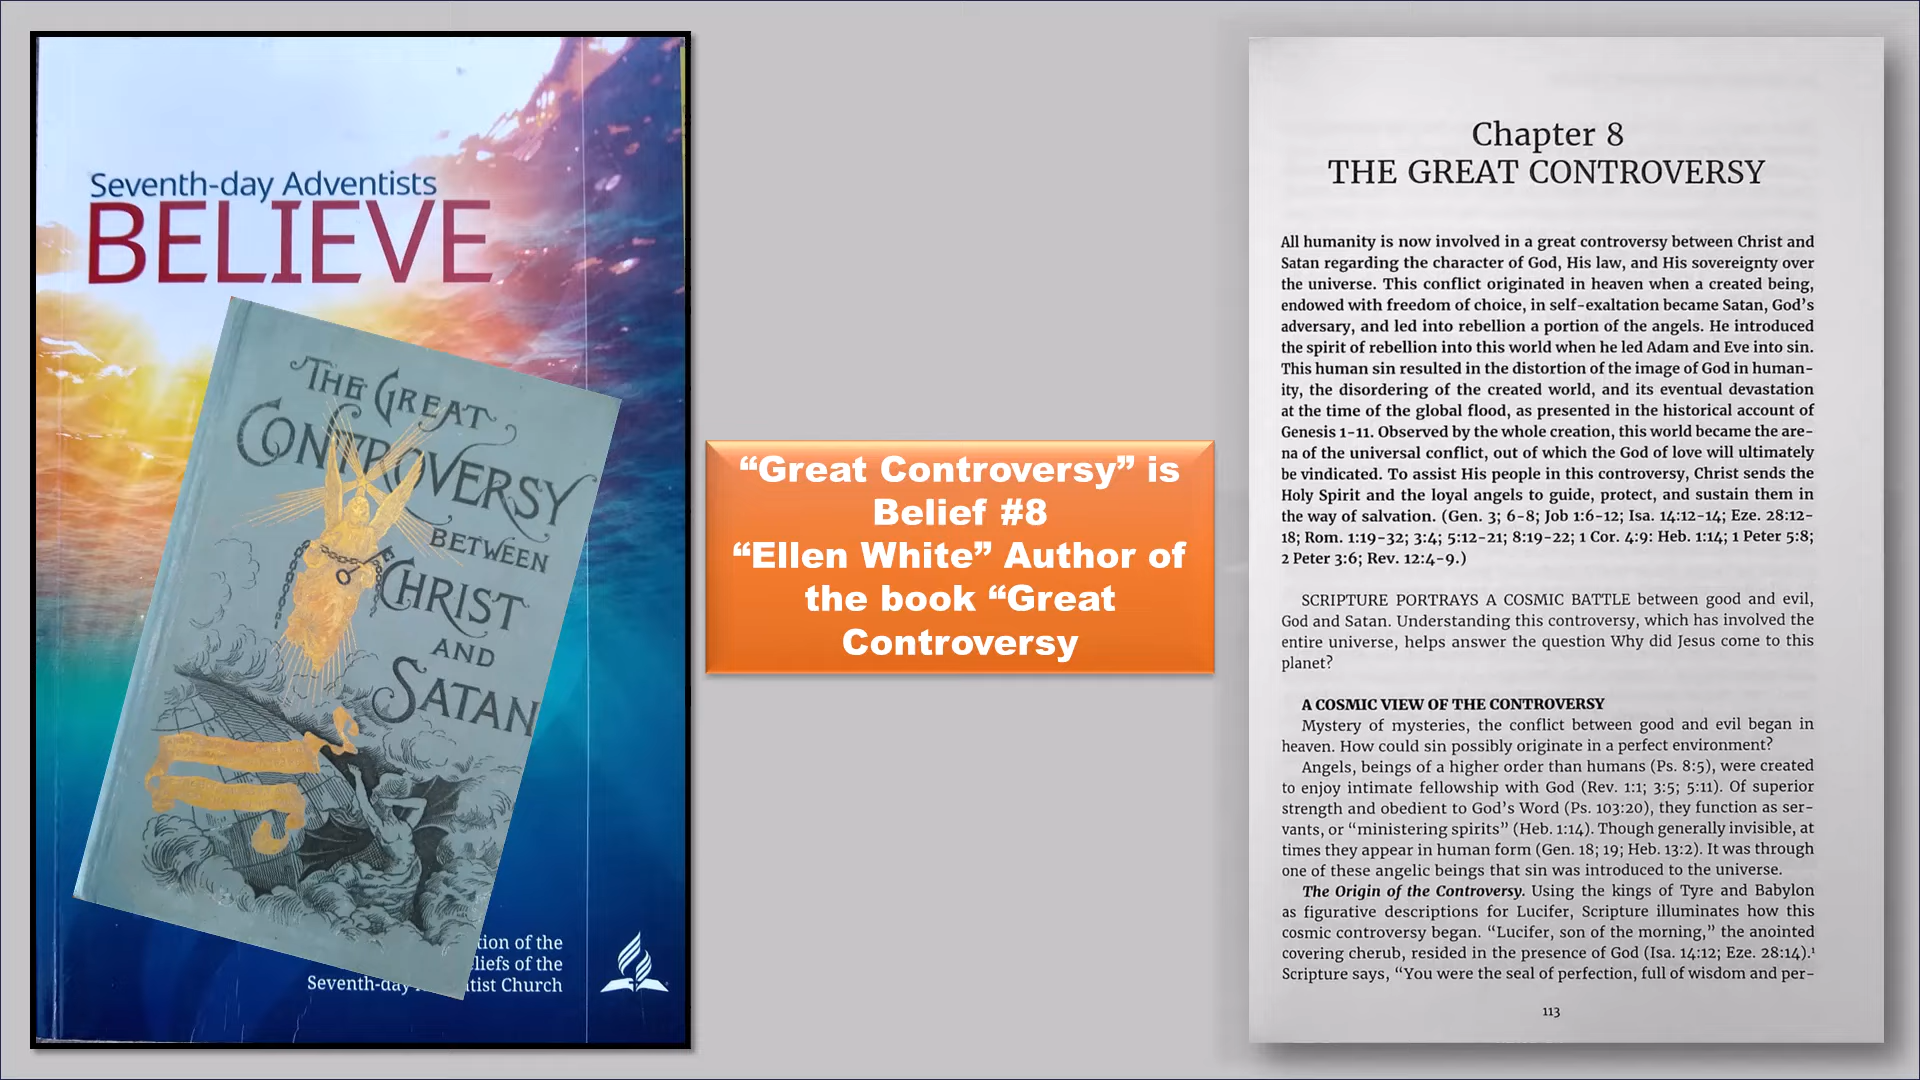 Seventh-day Adventists
BELIEVE
THE GREAT
CONTROVERSY
BETWEEN
CHRIST
AND
SATAN
tion of the
eliefs of the
Seventh-day tist Church
“Great Controversy” is
Belief #8
“Ellen White” Author of
the book “Great
Controversy
Chapter 8
THE GREAT CONTROVERSY
All humanity is now involved in a great controversy between Christ and
Satan regarding the character of God, His law, and His sovereignty over
the universe. This conflict originated in heaven when a created being,
endowed with freedom of choice, in self-exaltation became Satan, God’s
adversary, and led into rebellion a portion of the angels. He introduced
the spirit of rebellion into this world when he led Adam and Eve into sin.
This human sin resulted in the distortion of the image of God in human-
ity, the disordering of the created world, and its eventual devastation
at the time of the global flood, as presented in the historical account of
Genesis 1-11. Observed by the whole creation, this world became the are-
na of the universal conflict, out of which the God of love will ultimately
be vindicated. To assist His people in this controversy, Christ sends the
Holy Spirit and the loyal angels to guide, protect, and sustain them in
the way of salvation. (Gen. 3; 6-8; Job 1:6-12; Isa. 14:12-14; Eze. 28:12-
18; Rom. 1:19-32; 3:4; 5:12-21; 8:19-22; 1 Cor. 4:9: Heb. 1:14; 1 Peter 5:8;
2 Peter 3:6; Rev. 12:4-9.)
SCRIPTURE PORTRAYS A COSMIC BATTLE between good and evil,
God and Satan. Understanding this controversy, which has involved the
entire universe, helps answer the question Why did Jesus come to this
planet?
A COSMIC VIEW OF THE CONTROVERSY
Mystery of mysteries, the conflict between good and evil began in
heaven. How could sin possibly originate in a perfect environment?
Angels, beings of a higher order than humans (Ps. 8:5), were created
to enjoy intimate fellowship with God (Rev. 1:1; 3:5; 5:11). Of superior
strength and obedient to God’s Word (Ps. 103:20), they function as ser-
vants, or “ministering spirits” (Heb. 1:14). Though generally invisible, at
times they appear in human form (Gen. 18; 19; Heb. 13:2). It was through
one of these angelic beings that sin was introduced to the universe.
The Origin of the Controversy. Using the kings of Tyre and Babylon
as figurative descriptions for Lucifer, Scripture illuminates how this
cosmic controversy began. “Lucifer, son of the morning,” the anointed
covering cherub, resided in the presence of God (Isa. 14:12; Eze. 28:14).¹
Scripture says, “You were the seal of perfection, full of wisdom and per-
113